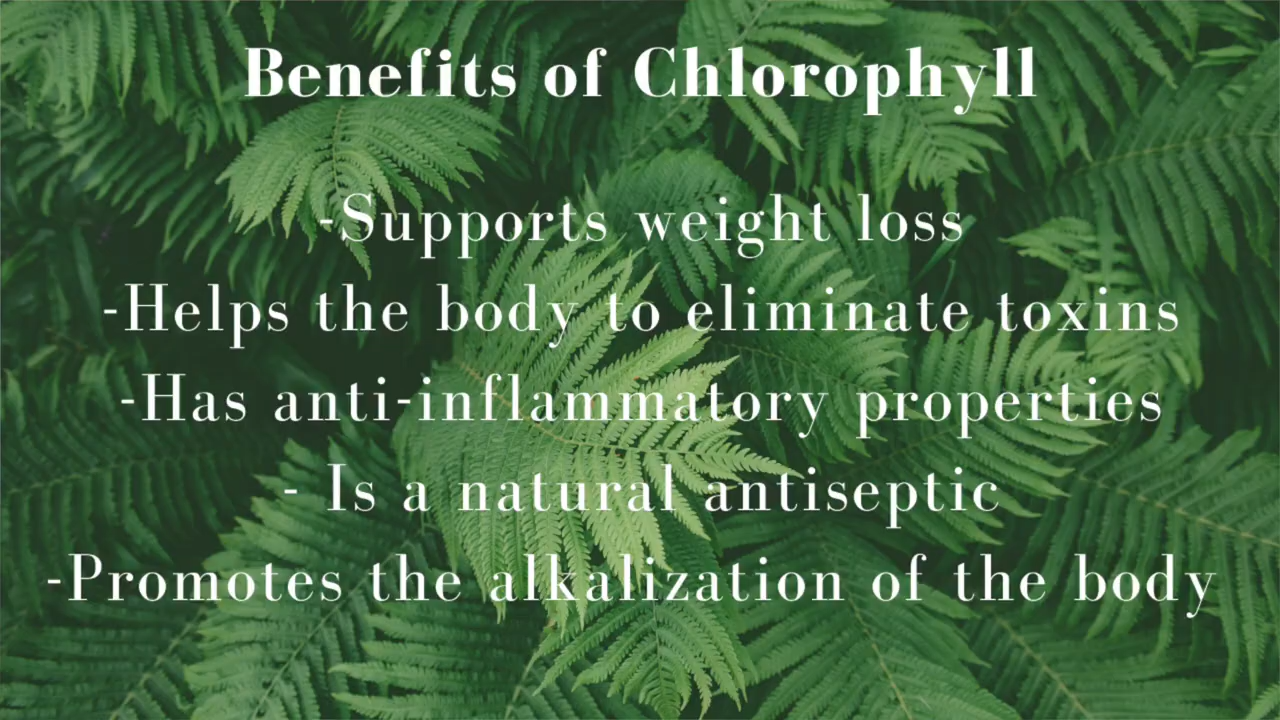 Benefits of Chlorophyll
-Supports weight loss
-Helps the body to eliminate toxins
-Has anti-inflammatory properties
- Is a natural antiseptic
-Promotes the alkalization of the body